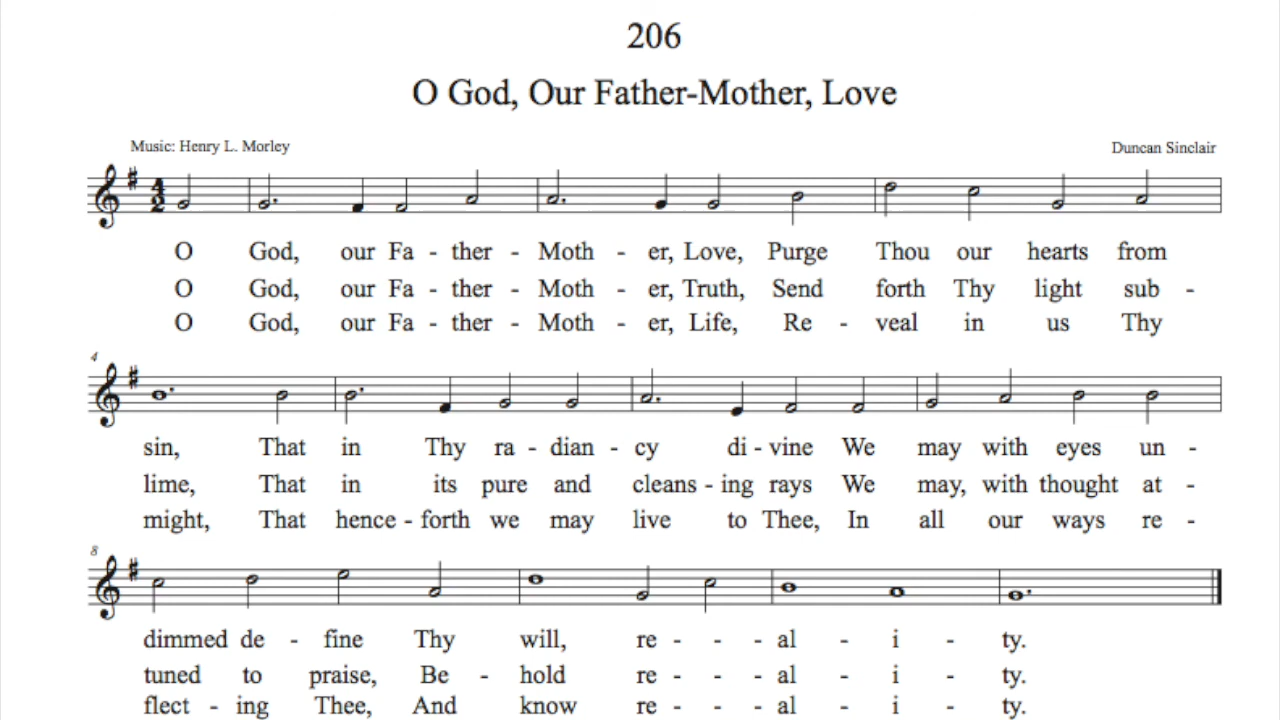 206
O God, Our Father-Mother, Love
Music: Henry L. Morley
Duncan Sinclair
4
2
O God, our Fa - ther - Moth - er, Love, Purge Thou our hearts from
O God, our Fa - ther - Moth - er, Truth, Send forth Thy light sub -
O God, our Fa - ther - Moth - er, Life, Re - veal in us Thy
4
sin, That in Thy ra - dian - cy di - vine We may with eyes un -
lime, That in its pure and cleans - ing rays We may, with thought at -
might, That hence - forth we may live to Thee, In all our ways re -
8
dimmed de - fine Thy will, re - - - al - i - ty.
tuned to praise, Be - hold re - - - al - i - ty.
flect - ing Thee, And know re - - - al - i - ty.